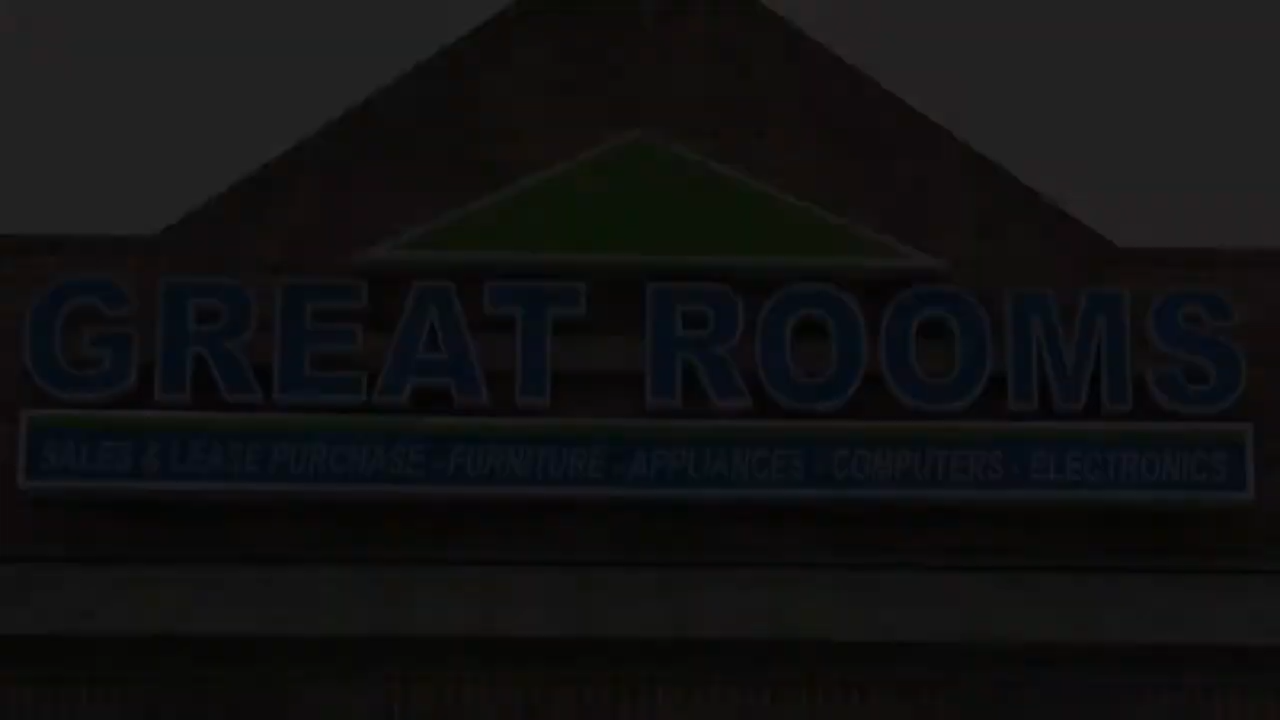 GREAT ROOMS
SALES & LEASE PURCHASE · FURNITURE · APPLIANCES · COMPUTERS · ELECTRONICS